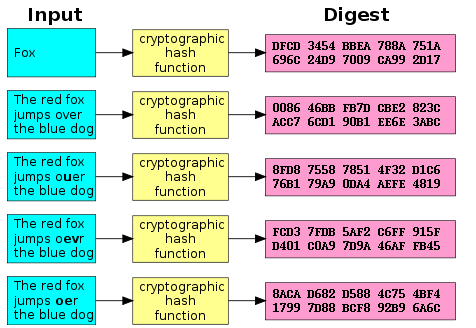 Input Digest
Fox
cryptographic
hash
function
DFCD 3454 BBEA 788A 751A
696C 24D9 7009 CA99 2D17
The red fox
jumps over
the blue dog
cryptographic
hash
function
0086 46BB FB7D CBE2 823C
ACC7 6CD1 90B1 EE6E 3ABC
The red fox
jumps ouer
the blue dog
cryptographic
hash
function
8FD8 7558 7851 4F32 D1C6
76B1 79A9 0DA4 AEFE 4819
The red fox
jumps oevr
the blue dog
cryptographic
hash
function
FCD3 7FDB 5AF2 C6FF 915F
D401 C0A9 7D9A 46AF FB45
The red fox
jumps oer
the blue dog
cryptographic
hash
function
8ACA D682 D588 4C75 4BF4
1799 7D88 BCF8 92B9 6A6C